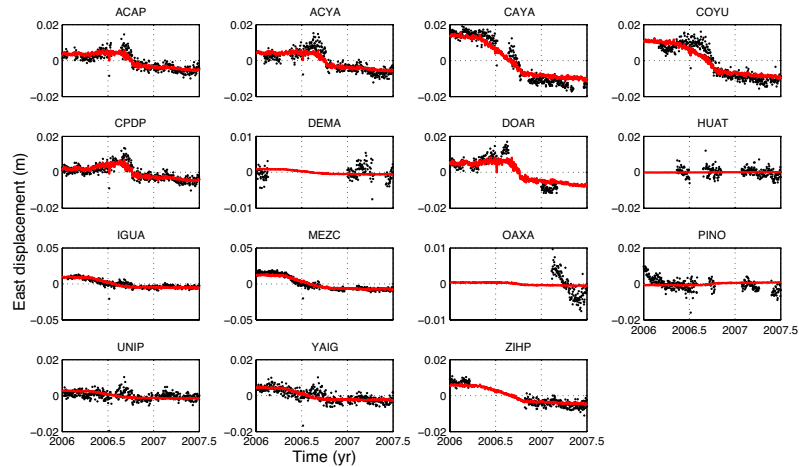 ACAP ACYA CAYA COYU
0.02 0.02 0.02 0.02
0 0 0 0
−0.02 −0.02 −0.02 −0.02
CPDP DEMA DOAR HUAT
0.02 0.01 0.02 0.02
0 0 0 0
−0.02 −0.01 −0.02 −0.02
East displacement (m)
IGUA MEZC OAXA PINO
0.05 0.05 0.01 0.02
0 0 0 0
−0.05 −0.05 −0.01 −0.02
2006 2006.5 2007 2007.5
UNIP YAIG ZIHP
0.02 0.02 0.02
0 0 0
−0.02 −0.02 −0.02
2006 2006.5 2007 2007.5 2006 2006.5 2007 2007.5 2006 2006.5 2007 2007.5
Time (yr)